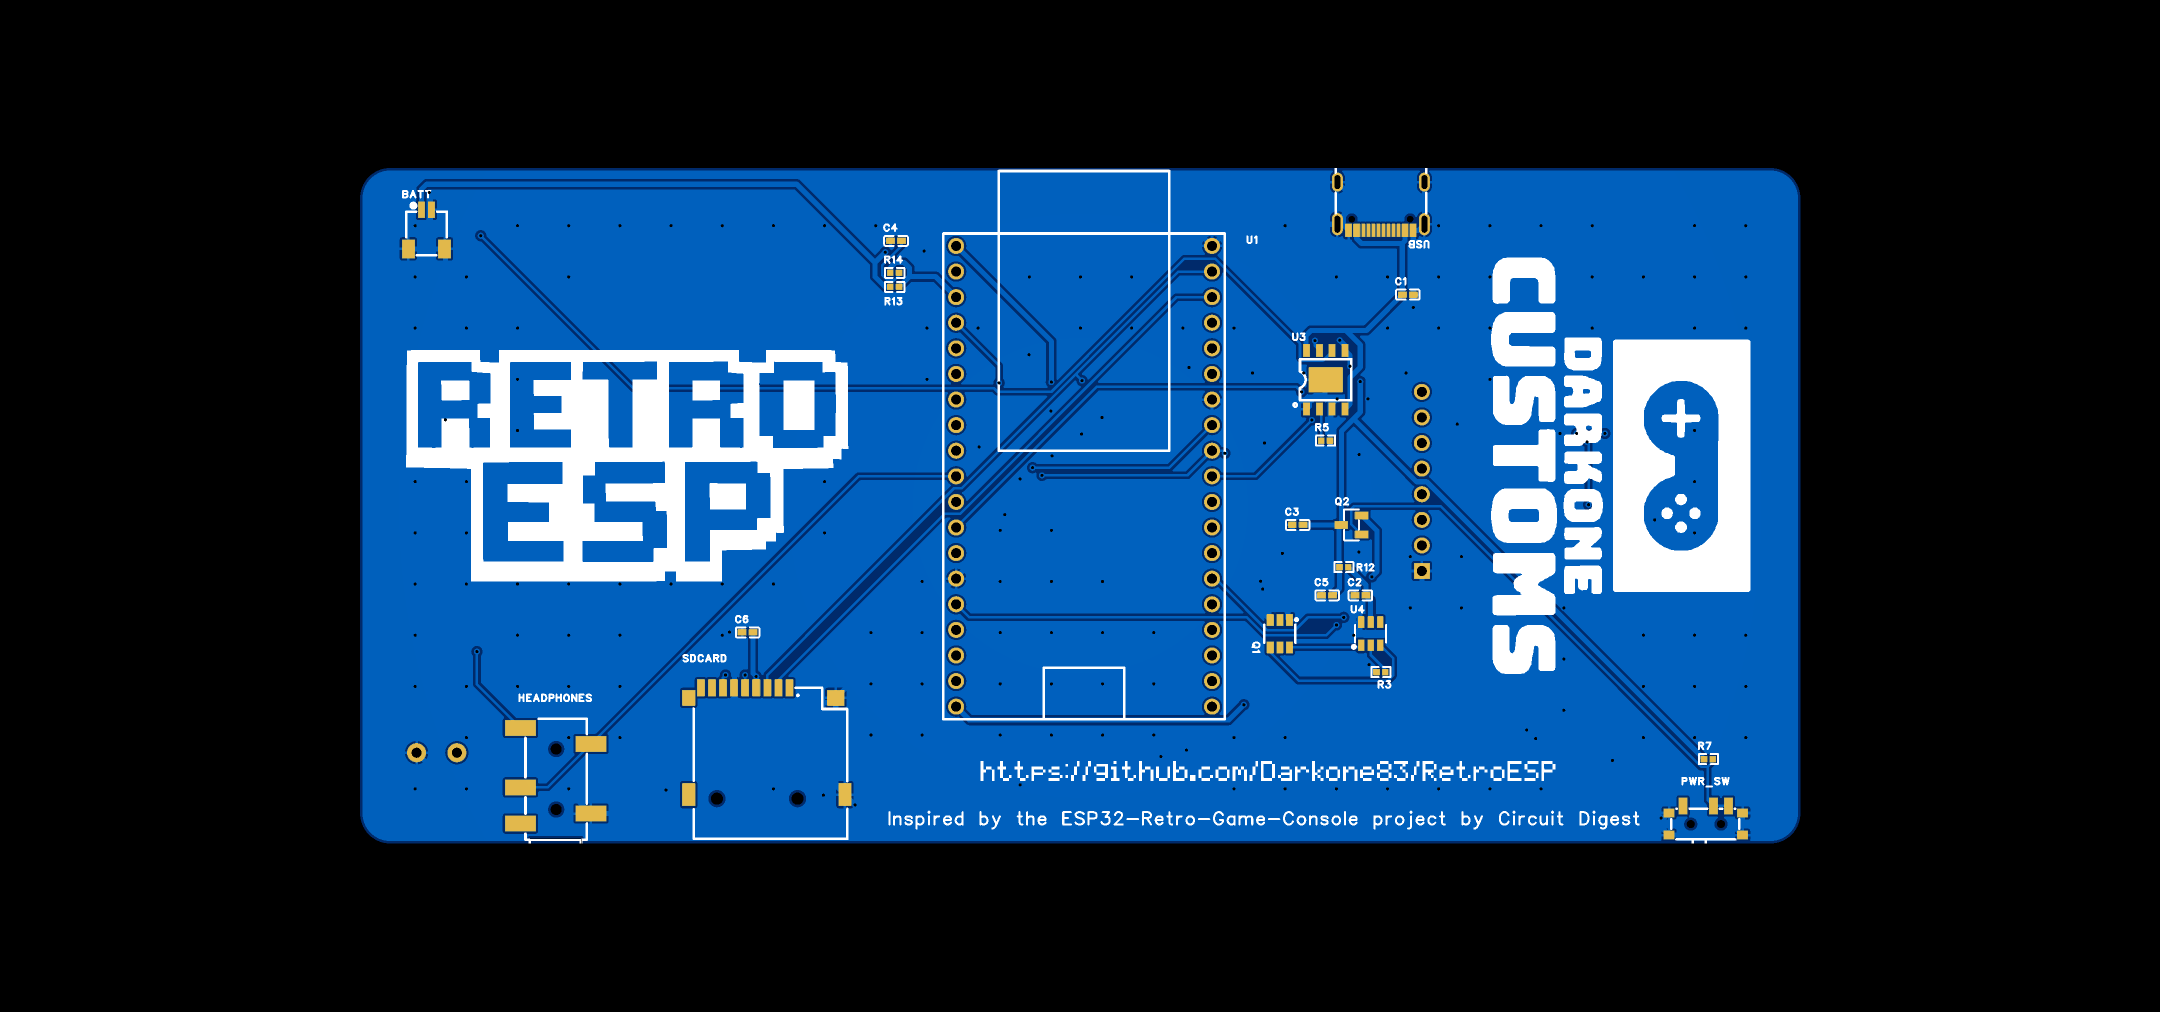 BATT
C4
R14
R13
U1
USB
C1
U3
R5
RETRO
ESP
DARKONE
CUSTOMS
Q2
C3
R12
C5 C2
U4
Q1
R3
C6
SDCARD
HEADPHONES
R7
PWR_SW
https://github.com/Darkone83/RetroESP
Inspired by the ESP32-Retro-Game-Console project by Circuit Digest